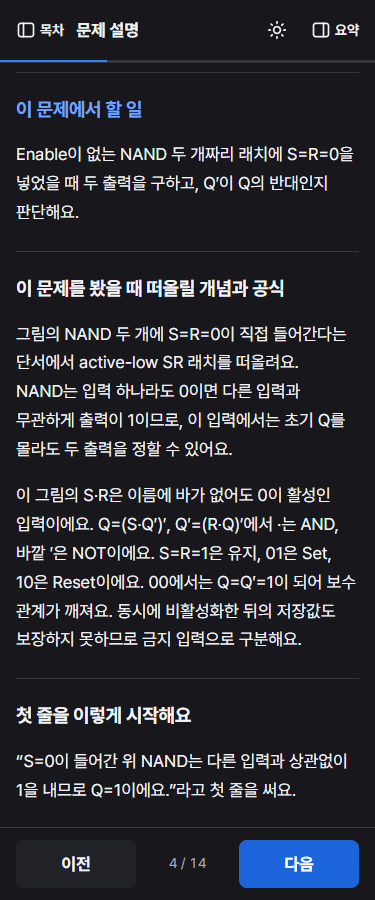 목차 문제 설명 요약
이 문제에서 할 일
Enable이 없는 NAND 두 개짜리 래치에 S=R=0을
넣었을 때 두 출력을 구하고, Q′이 Q의 반대인지
판단해요.
이 문제를 봤을 때 떠올릴 개념과 공식
그림의 NAND 두 개에 S=R=0이 직접 들어간다는
단서에서 active-low SR 래치를 떠올려요.
NAND는 입력 하나라도 0이면 다른 입력과
무관하게 출력이 1이므로, 이 입력에서는 초기 Q를
몰라도 두 출력을 정할 수 있어요.
이 그림의 S·R은 이름에 바가 없어도 0이 활성인
입력이에요. Q=(S·Q′)′, Q′=(R·Q)′에서 ·는 AND,
바깥 ′은 NOT이에요. S=R=1은 유지, 01은 Set,
10은 Reset이에요. 00에서는 Q=Q′=1이 되어 보수
관계가 깨져요. 동시에 비활성화한 뒤의 저장값도
보장하지 못하므로 금지 입력으로 구분해요.
첫 줄을 이렇게 시작해요
“S=0이 들어간 위 NAND는 다른 입력과 상관없이
1을 내므로 Q=1이에요.”라고 첫 줄을 써요.
이전 4 / 14 다음